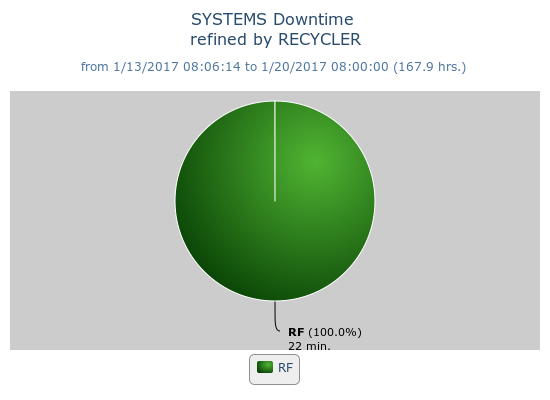 SYSTEMS Downtime
refined by RECYCLER
from 1/13/2017 08:06:14 to 1/20/2017 08:00:00 (167.9 hrs.)
RF (100.0%)
22 min.
RF